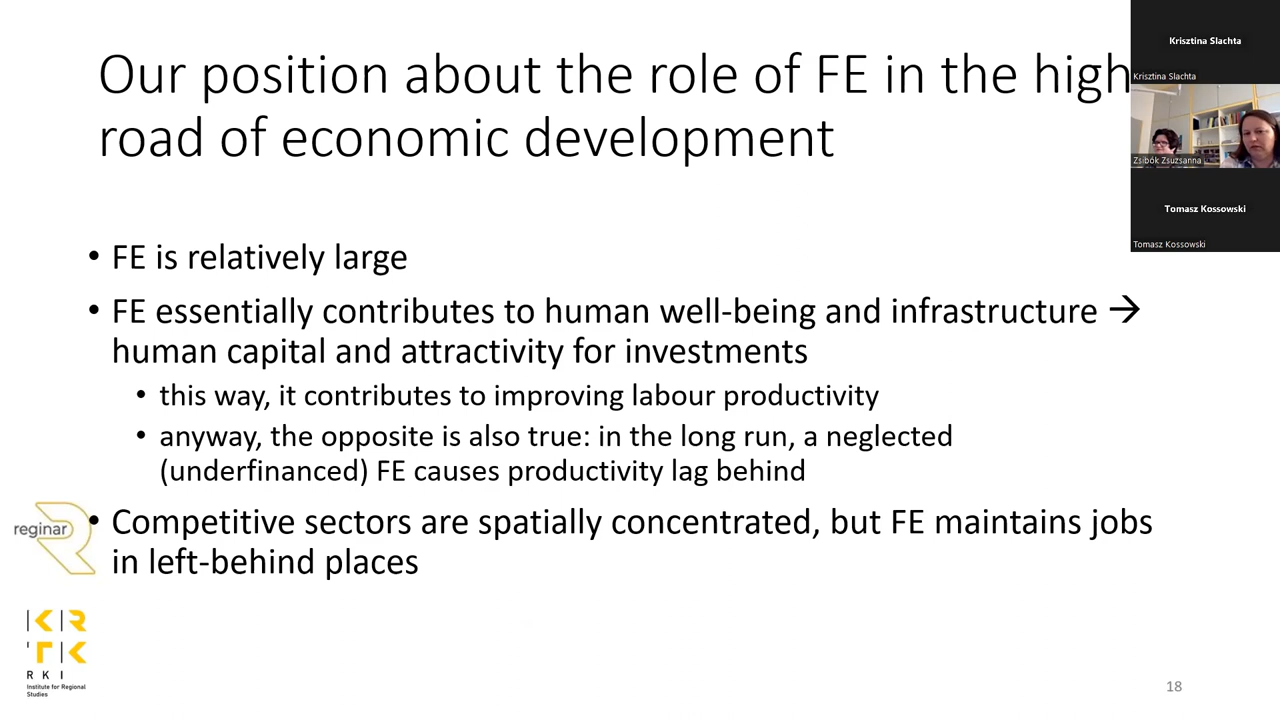 Our position about the role of FE in the high
road of economic development
• FE is relatively large
• FE essentially contributes to human well-being and infrastructure →
human capital and attractivity for investments
• this way, it contributes to improving labour productivity
• anyway, the opposite is also true: in the long run, a neglected
(underfinanced) FE causes productivity lag behind
• Competitive sectors are spatially concentrated, but FE maintains jobs
in left-behind places
Krisztina Slachta
Krisztina Slachta
Zsibók Zsuzsanna
Tomasz Kossowski
Tomasz Kossowski
reginar
KR
TK
RKI
Institute for Regional
Studies
18